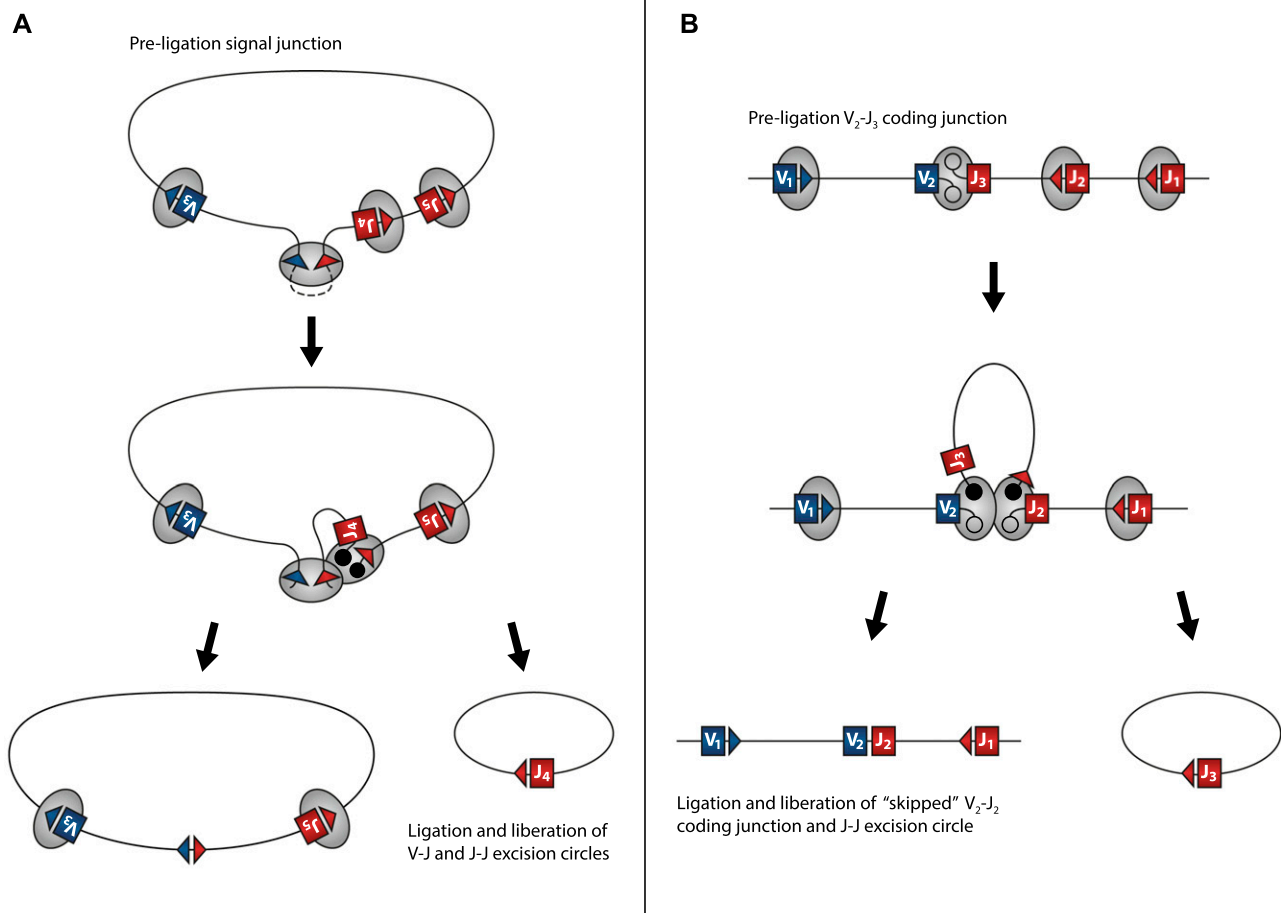 A
Pre-ligation signal junction
V3
J4
J5
V3
J4
J5
V3
J5
J4
Ligation and liberation of
V-J and J-J excision circles
B
Pre-ligation V2-J3 coding junction
V1 V2 J3 J2 J1
J3
V1 V2 J2 J1
V1 V2 J2 J1
J3
Ligation and liberation of “skipped” V2-J2
coding junction and J-J excision circle